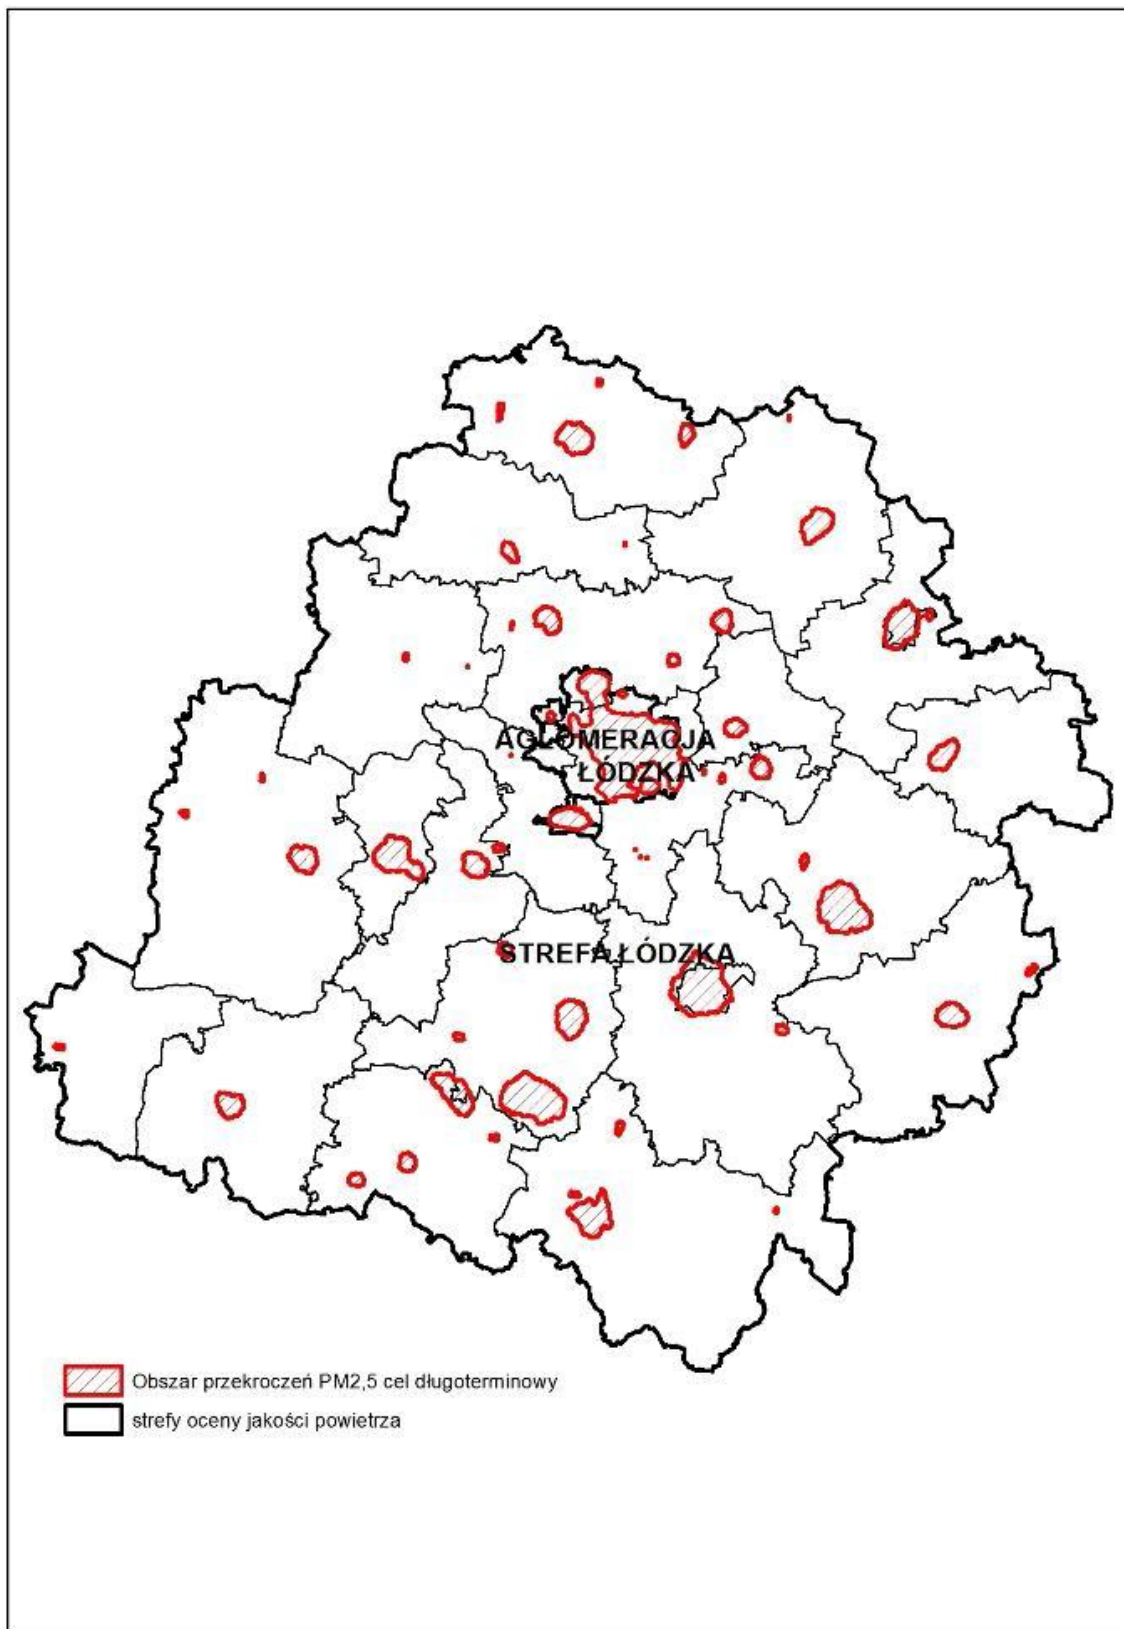 AGLOMERACJA
ŁÓDZKA
STREFA ŁÓDZKA
Obszar przekroczeń PM2,5 cel długoterminowy
strefy oceny jakości powietrza